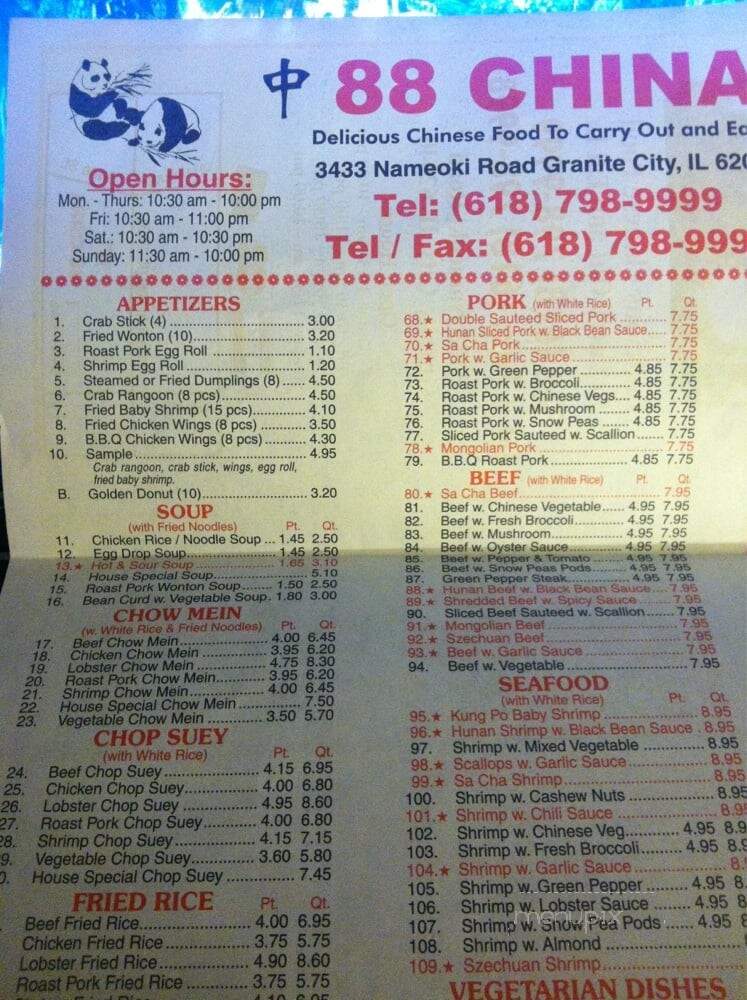 中 88 CHINA
Delicious Chinese Food To Carry Out and Ea
3433 Nameoki Road Granite City, IL 620
Tel: (618) 798-9999
Tel / Fax: (618) 798-999
Open Hours:
Mon. - Thurs: 10:30 am - 10:00 pm
Fri: 10:30 am - 11:00 pm
Sat.: 10:30 am - 10:30 pm
Sunday: 11:30 am - 10:00 pm
APPETIZERS
1. Crab Stick (4) 3.00
2. Fried Wonton (10) 3.20
3. Roast Pork Egg Roll 1.10
4. Shrimp Egg Roll 1.20
5. Steamed or Fried Dumplings (8) 4.50
6. Crab Rangoon (8 pcs) 4.50
7. Fried Baby Shrimp (15 pcs) 4.10
8. Fried Chicken Wings (8 pcs) 3.50
9. B.B.Q Chicken Wings (8 pcs) 4.30
10. Sample 4.95
Crab rangoon, crab stick, wings, egg roll,
fried baby shrimp.
B. Golden Donut (10) 3.20
SOUP
(with Fried Noodles) Pt. Qt.
11. Chicken Rice / Noodle Soup 1.45 2.50
12. Egg Drop Soup 1.45 2.50
13.★ Hot & Sour Soup 1.65 3.10
14. House Special Soup 5.10
15. Roast Pork Wonton Soup 1.50 2.50
16. Bean Curd w. Vegetable Soup 1.80 3.00
CHOW MEIN
(w. White Rice & Fried Noodles) Pt. Qt.
17. Beef Chow Mein 4.00 6.45
18. Chicken Chow Mein 3.95 6.20
19. Lobster Chow Mein 4.75 8.30
20. Roast Pork Chow Mein 3.95 6.20
21. Shrimp Chow Mein 4.00 6.45
22. House Special Chow Mein 7.50
23. Vegetable Chow Mein 3.50 5.70
CHOP SUEY
(with White Rice) Pt. Qt.
24. Beef Chop Suey 4.15 6.95
25. Chicken Chop Suey 4.00 6.80
26. Lobster Chop Suey 4.95 8.60
27. Roast Pork Chop Suey 4.00 6.80
28. Shrimp Chop Suey 4.15 7.15
9. Vegetable Chop Suey 3.60 5.80
0. House Special Chop Suey 7.45
FRIED RICE Pt. Qt.
Beef Fried Rice 4.00 6.95
Chicken Fried Rice 3.75 5.75
Lobster Fried Rice 4.90 8.60
Roast Pork Fried Rice 3.75 5.75
PORK (with White Rice) Pt. Qt.
68.★ Double Sauteed Sliced Pork 7.75
69.★ Hunan Sliced Pork w. Black Bean Sauce 7.75
70.★ Sa Cha Pork 7.75
71.★ Pork w. Garlic Sauce 7.75
72. Pork w. Green Pepper 4.85 7.75
73. Roast Pork w. Broccoli 4.85 7.75
74. Roast Pork w. Chinese Vegs 4.85 7.75
75. Roast Pork w. Mushroom 4.85 7.75
76. Roast Pork w. Snow Peas 4.85 7.75
77. Sliced Pork Sauteed w. Scallion 7.75
78.★ Mongolian Pork 7.75
79. B.B.Q Roast Pork 4.85 7.75
BEEF (with White Rice) Pt. Qt.
80.★ Sa Cha Beef 7.95
81. Beef w. Chinese Vegetable 4.95 7.95
82. Beef w. Fresh Broccoli 4.95 7.95
83. Beef w. Mushroom 4.95 7.95
84. Beef w. Oyster Sauce 4.95 7.95
85. Beef w. Pepper & Tomato 4.95 7.95
86. Beef w. Snow Peas Pods 4.95 7.95
87. Green Pepper Steak 4.95 7.95
88.★ Hunan Beef w. Black Bean Sauce 7.95
89.★ Shredded Beef w. Spicy Sauce 7.95
90. Sliced Beef Sauteed w. Scallion 7.95
91.★ Mongolian Beef 7.95
92.★ Szechuan Beef 7.95
93.★ Beef w. Garlic Sauce 7.95
94. Beef w. Vegetable 7.95
SEAFOOD
(with White Rice) Pt. Qt.
95.★ Kung Po Baby Shrimp 8.95
96.★ Hunan Shrimp w. Black Bean Sauce 8.95
97. Shrimp w. Mixed Vegetable 8.95
98.★ Scallops w. Garlic Sauce 8.95
99.★ Sa Cha Shrimp 8.95
100. Shrimp w. Cashew Nuts 8.95
101.★ Shrimp w. Chili Sauce 8.9
102. Shrimp w. Chinese Veg 4.95 8.9
103. Shrimp w. Fresh Broccoli 4.95 8.9
104.★ Shrimp w. Garlic Sauce 8.
105. Shrimp w. Green Pepper 4.95 8.
106. Shrimp w. Lobster Sauce 4.95 8
107. Shrimp w. Snow Pea Pods 4.95 8
108. Shrimp w. Almond
109.★ Szechuan Shrimp
VEGETARIAN DISHES
menupix